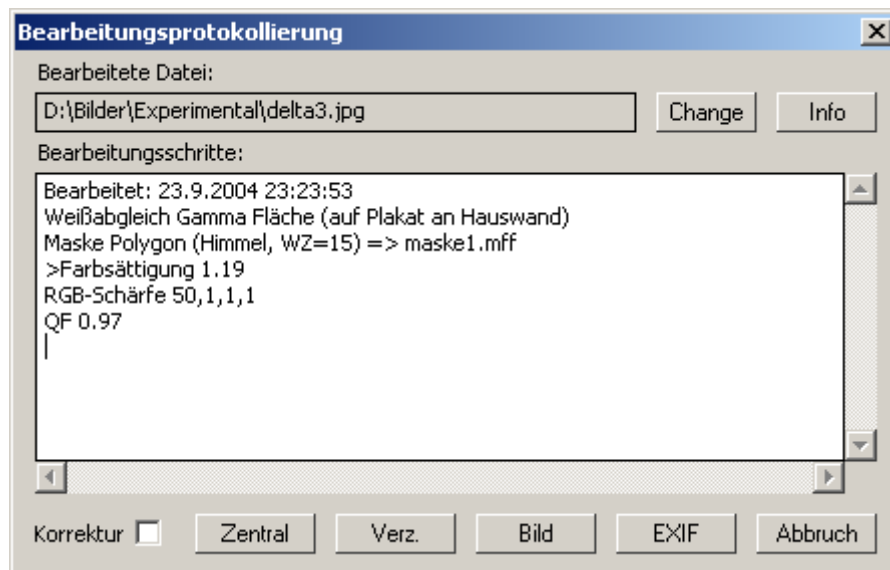 Bearbeitungsprotokollierung
Bearbeitete Datei:
D:\Bilder\Experimental\delta3.jpg
Change
Info
Bearbeitungsschritte:
Bearbeitet: 23.9.2004 23:23:53
Weißabgleich Gamma Fläche (auf Plakat an Hauswand)
Maske Polygon (Himmel, WZ=15) => maske1.mff
>Farbsättigung 1.19
RGB-Schärfe 50,1,1,1
QF 0.97
Korrektur
Zentral
Verz.
Bild
EXIF
Abbruch